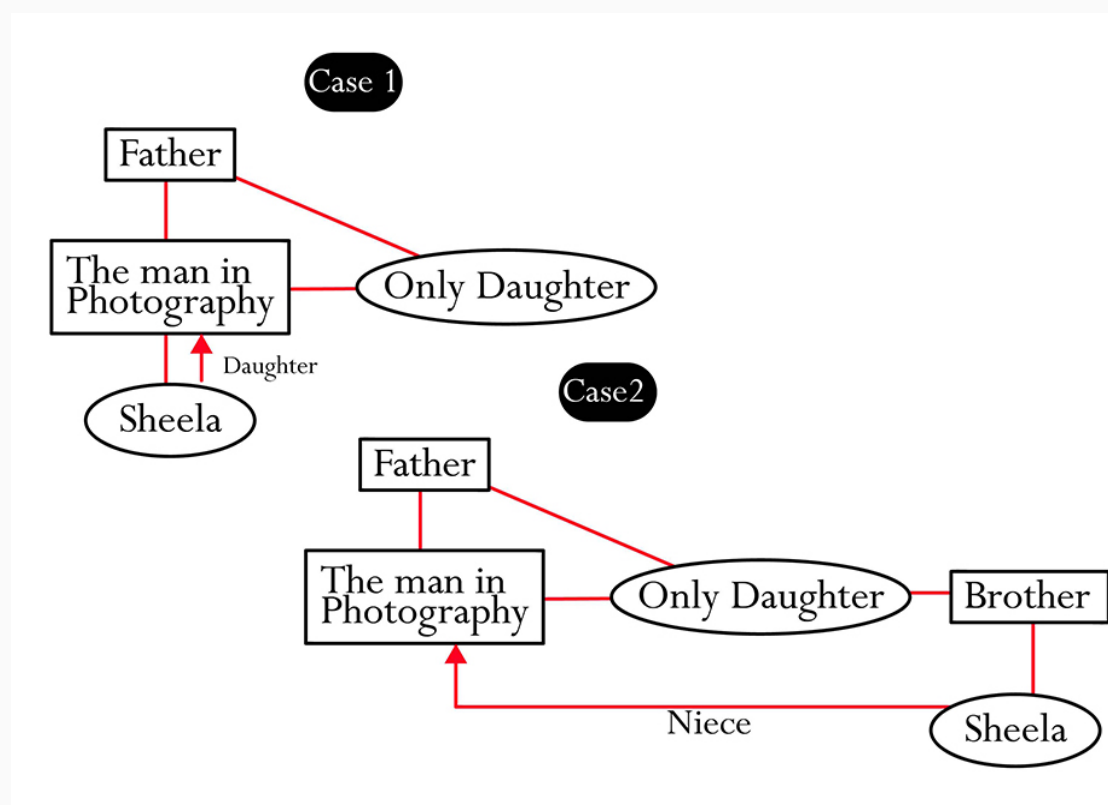 Case 1
Father
The man in
Photography
Only Daughter
Daughter
Sheela
Case2
Father
The man in
Photography
Only Daughter
Brother
Niece
Sheela